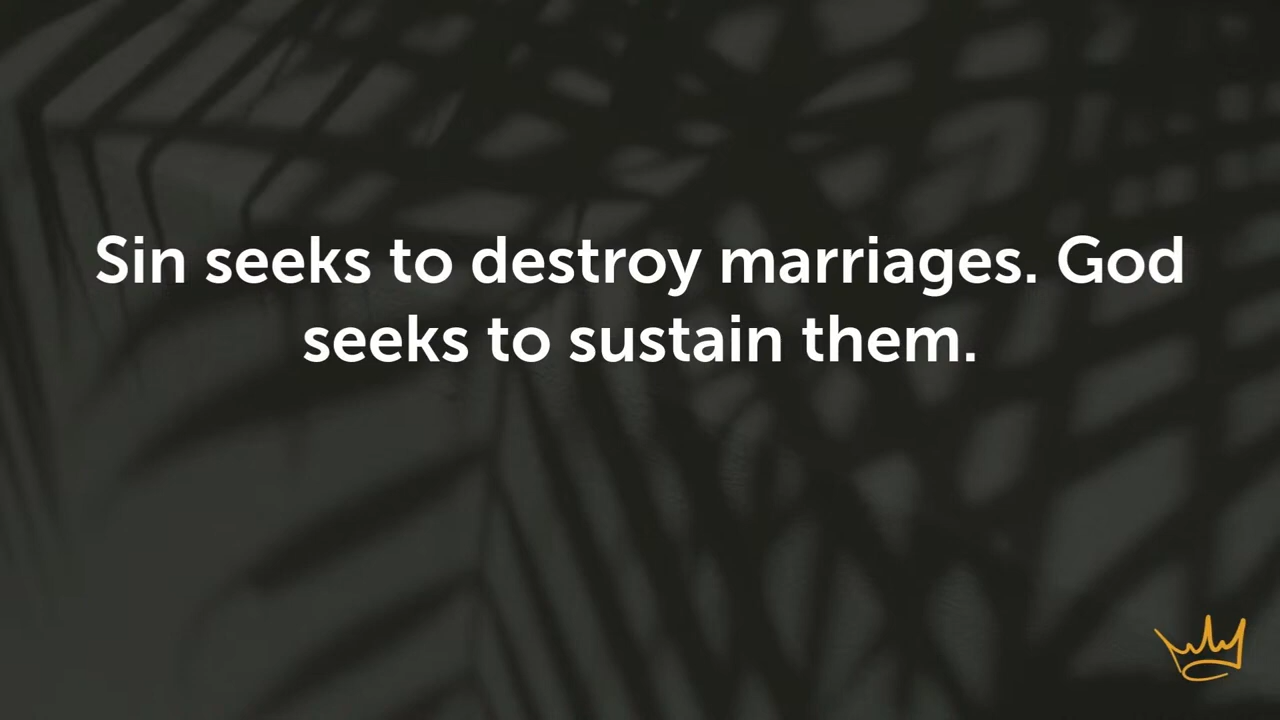 Sin seeks to destroy marriages. God
seeks to sustain them.